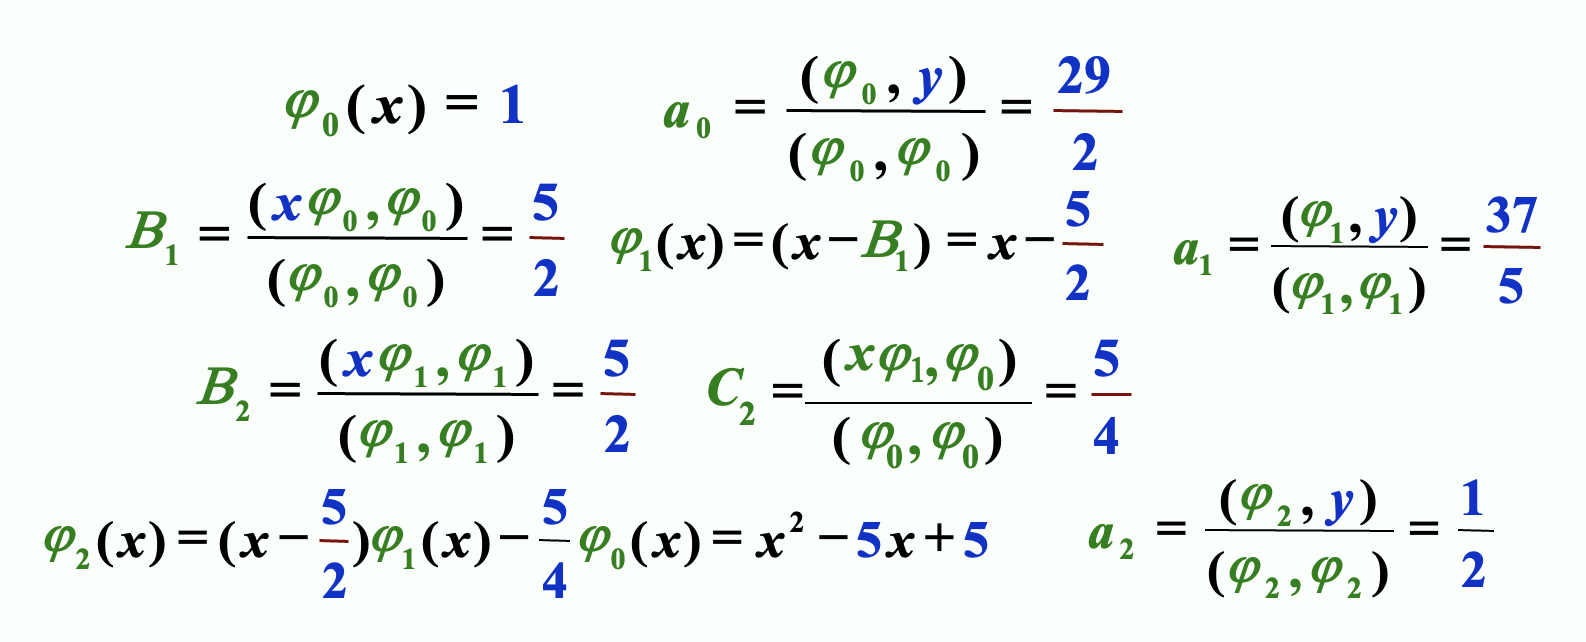 φ₀(x) = 1    a₀ = (φ₀, y) / (φ₀, φ₀) = 29/2
B₁ = (xφ₀, φ₀) / (φ₀, φ₀) = 5/2    φ₁(x) = (x − B₁) = x − 5/2    a₁ = (φ₁, y) / (φ₁, φ₁) = 37/5
B₂ = (xφ₁, φ₁) / (φ₁, φ₁) = 5/2    C₂ = (xφ₁, φ₀) / (φ₀, φ₀) = 5/4
φ₂(x) = (x − 5/2)φ₁(x) − 5/4 φ₀(x) = x² − 5x + 5    a₂ = (φ₂, y) / (φ₂, φ₂) = 1/2